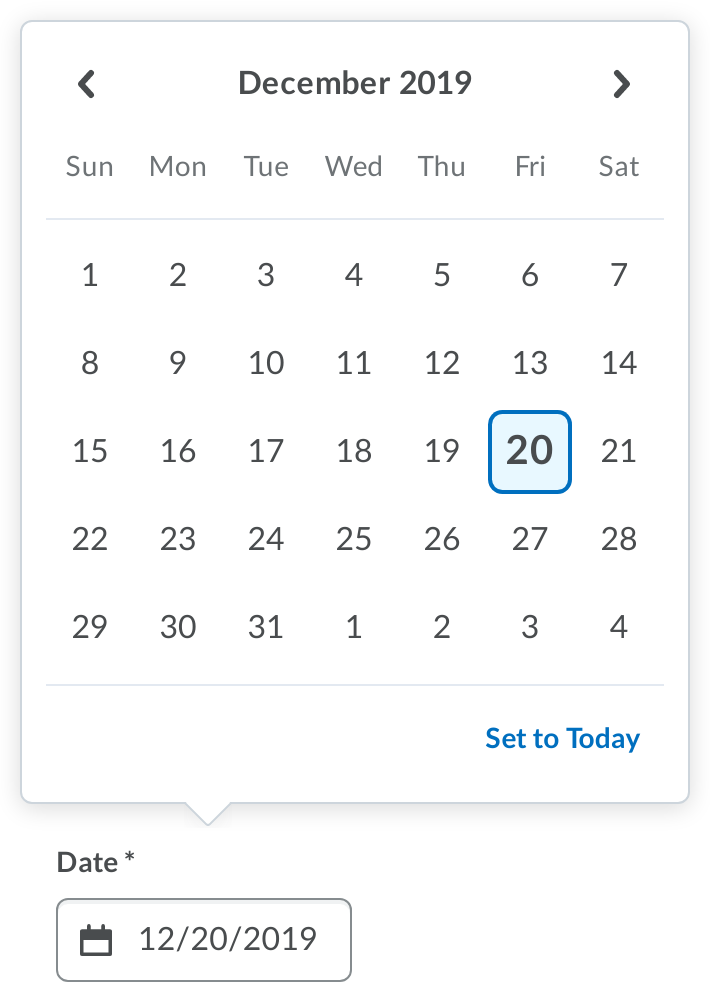 December 2019
Sun Mon Tue Wed Thu Fri Sat
1 2 3 4 5 6 7
8 9 10 11 12 13 14
15 16 17 18 19 20 21
22 23 24 25 26 27 28
29 30 31 1 2 3 4
Set to Today
Date *
12/20/2019